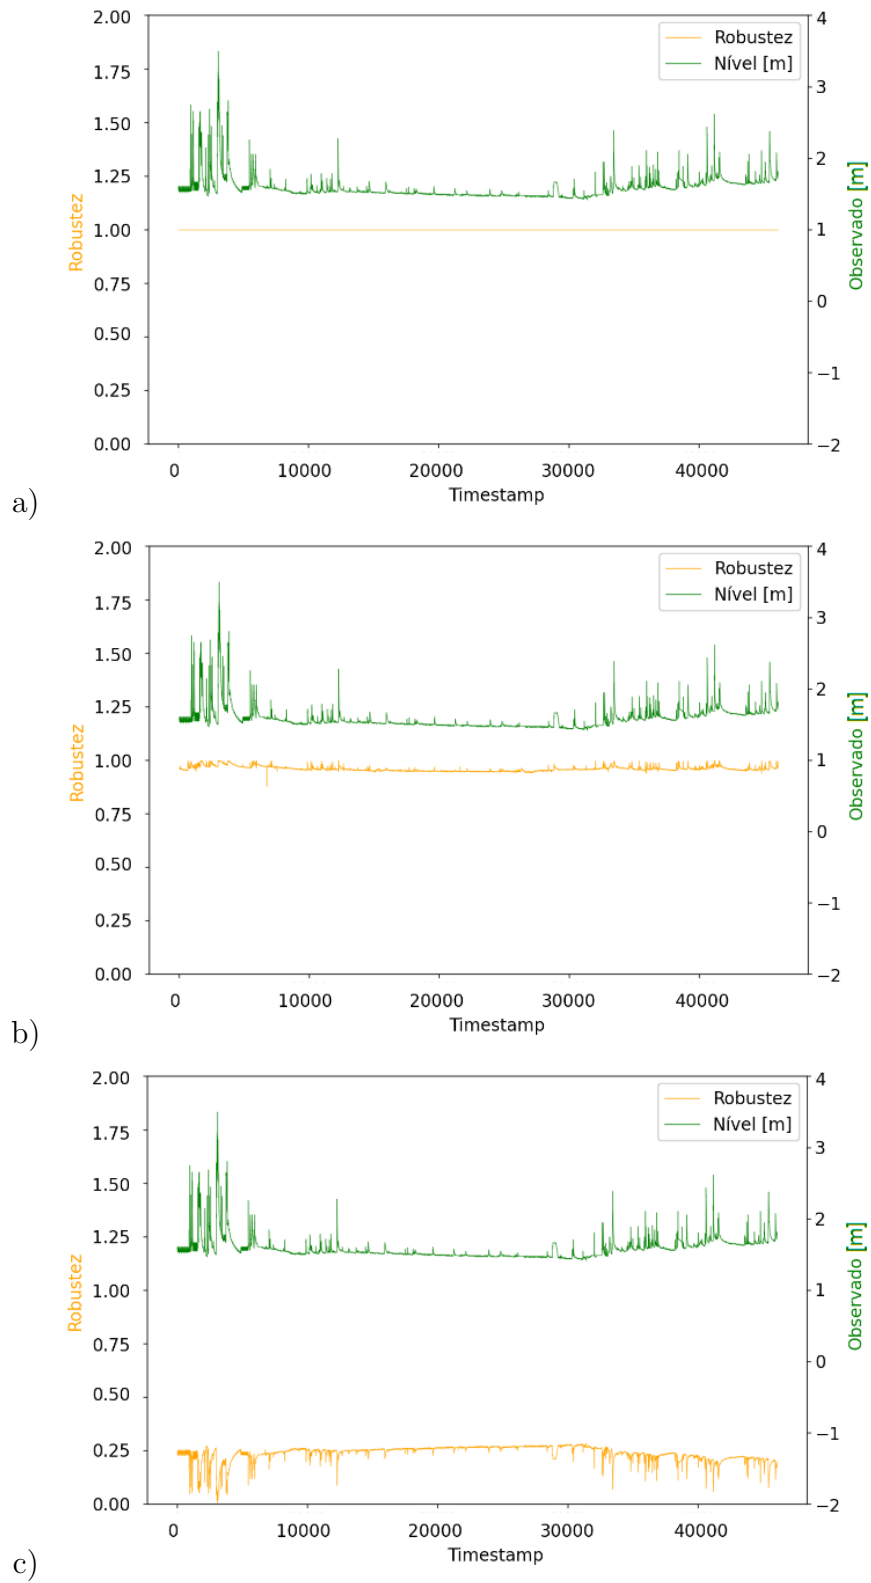 2.00
1.75
1.50
1.25
1.00
0.75
0.50
0.25
0.00
Robustez
Robustez
Nível [m]
4
3
2
1
0
−1
−2
Observado [m]
0 10000 20000 30000 40000
Timestamp
a)
2.00
1.75
1.50
1.25
1.00
0.75
0.50
0.25
0.00
Robustez
Robustez
Nível [m]
4
3
2
1
0
−1
−2
Observado [m]
0 10000 20000 30000 40000
Timestamp
b)
2.00
1.75
1.50
1.25
1.00
0.75
0.50
0.25
0.00
Robustez
Robustez
Nível [m]
4
3
2
1
0
−1
−2
Observado [m]
0 10000 20000 30000 40000
Timestamp
c)